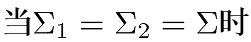 当Σ₁ = Σ₂ = Σ时